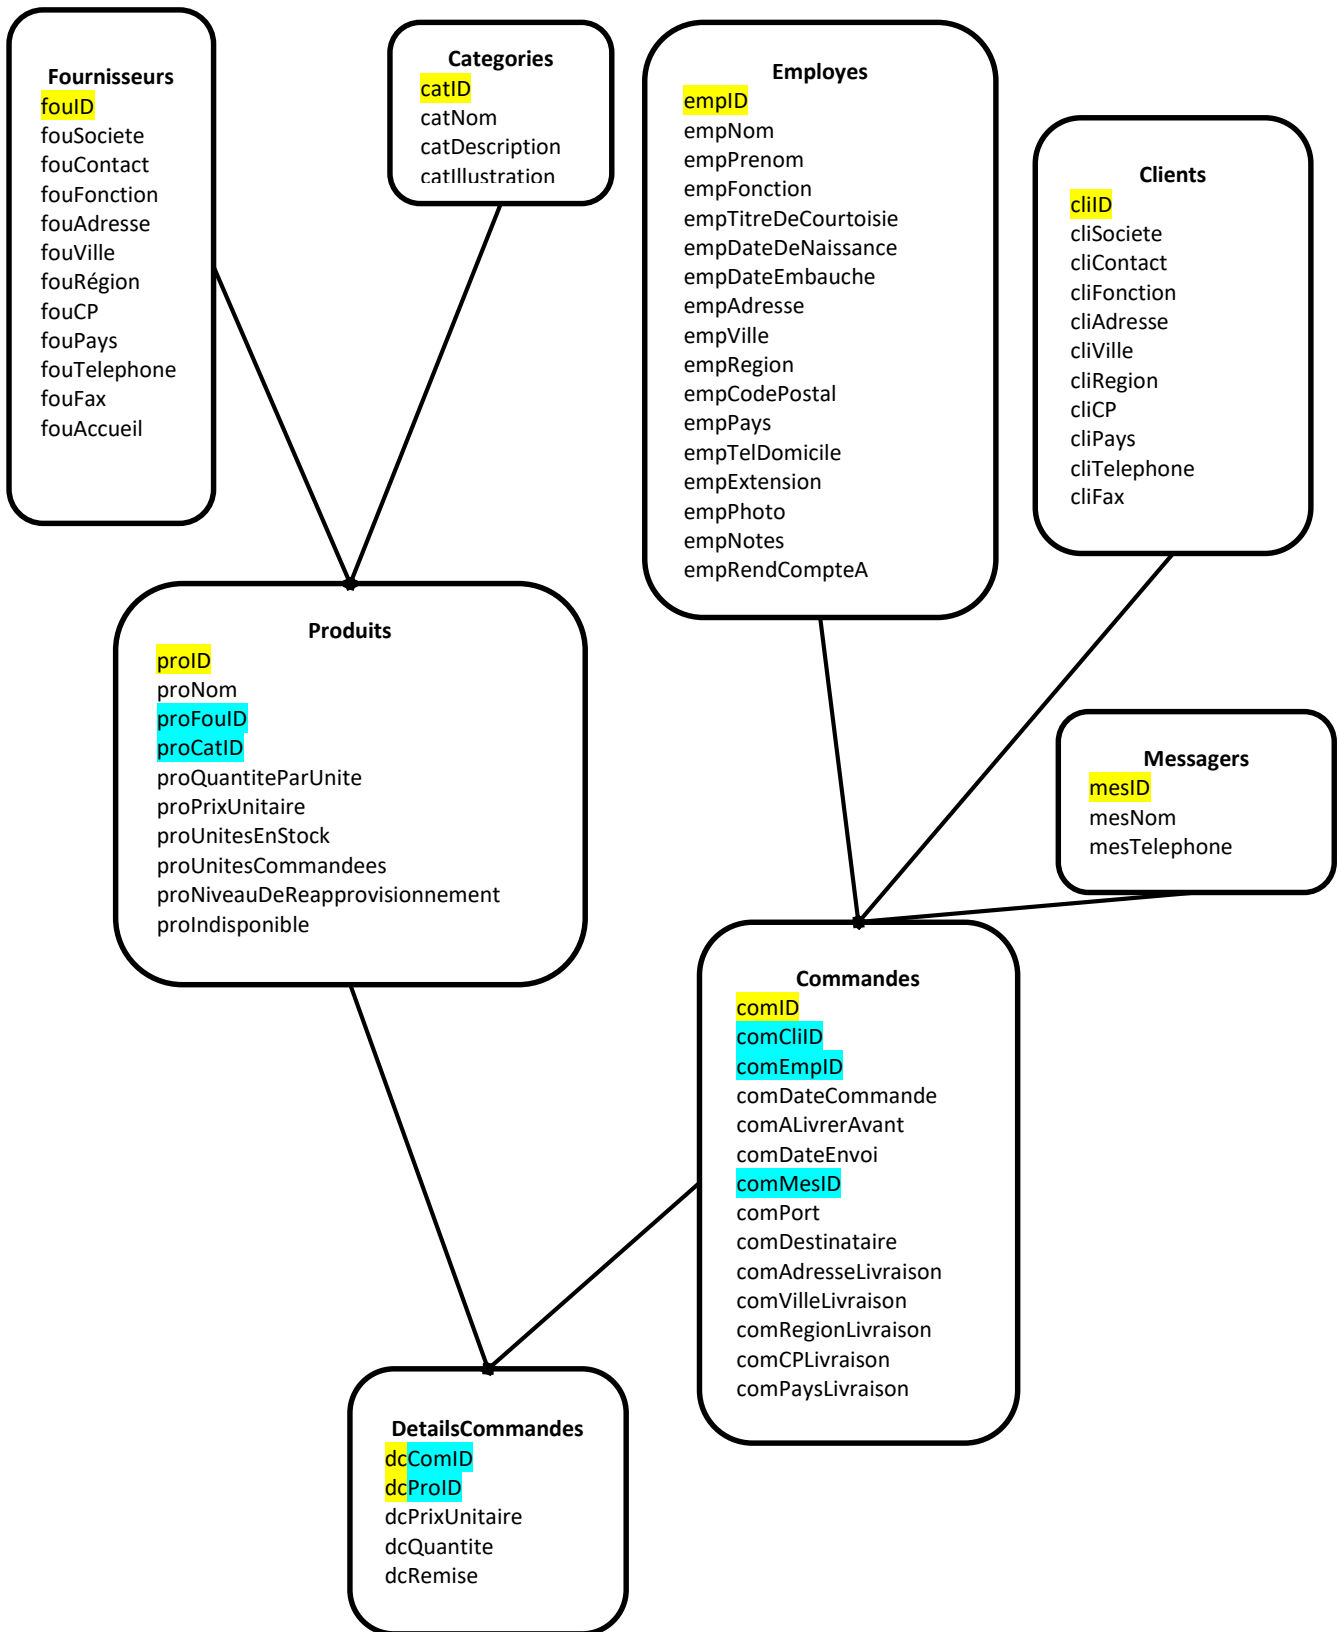 Fournisseurs
fouID
fouSociete
fouContact
fouFonction
fouAdresse
fouVille
fouRégion
fouCP
fouPays
fouTelephone
fouFax
fouAccueil
Categories
catID
catNom
catDescription
catIllustration
Employes
empID
empNom
empPrenom
empFonction
empTitreDeCourtoisie
empDateDeNaissance
empDateEmbauche
empAdresse
empVille
empRegion
empCodePostal
empPays
empTelDomicile
empExtension
empPhoto
empNotes
empRendCompteA
Clients
cliID
cliSociete
cliContact
cliFonction
cliAdresse
cliVille
cliRegion
cliCP
cliPays
cliTelephone
cliFax
Produits
proID
proNom
proFouID
proCatID
proQuantiteParUnite
proPrixUnitaire
proUnitesEnStock
proUnitesCommandees
proNiveauDeReapprovisionnement
proIndisponible
Messagers
mesID
mesNom
mesTelephone
Commandes
comID
comCliID
comEmpID
comDateCommande
comALivrerAvant
comDateEnvoi
comMesID
comPort
comDestinataire
comAdresseLivraison
comVilleLivraison
comRegionLivraison
comCPLivraison
comPaysLivraison
DetailsCommandes
dcComID
dcProID
dcPrixUnitaire
dcQuantite
dcRemise